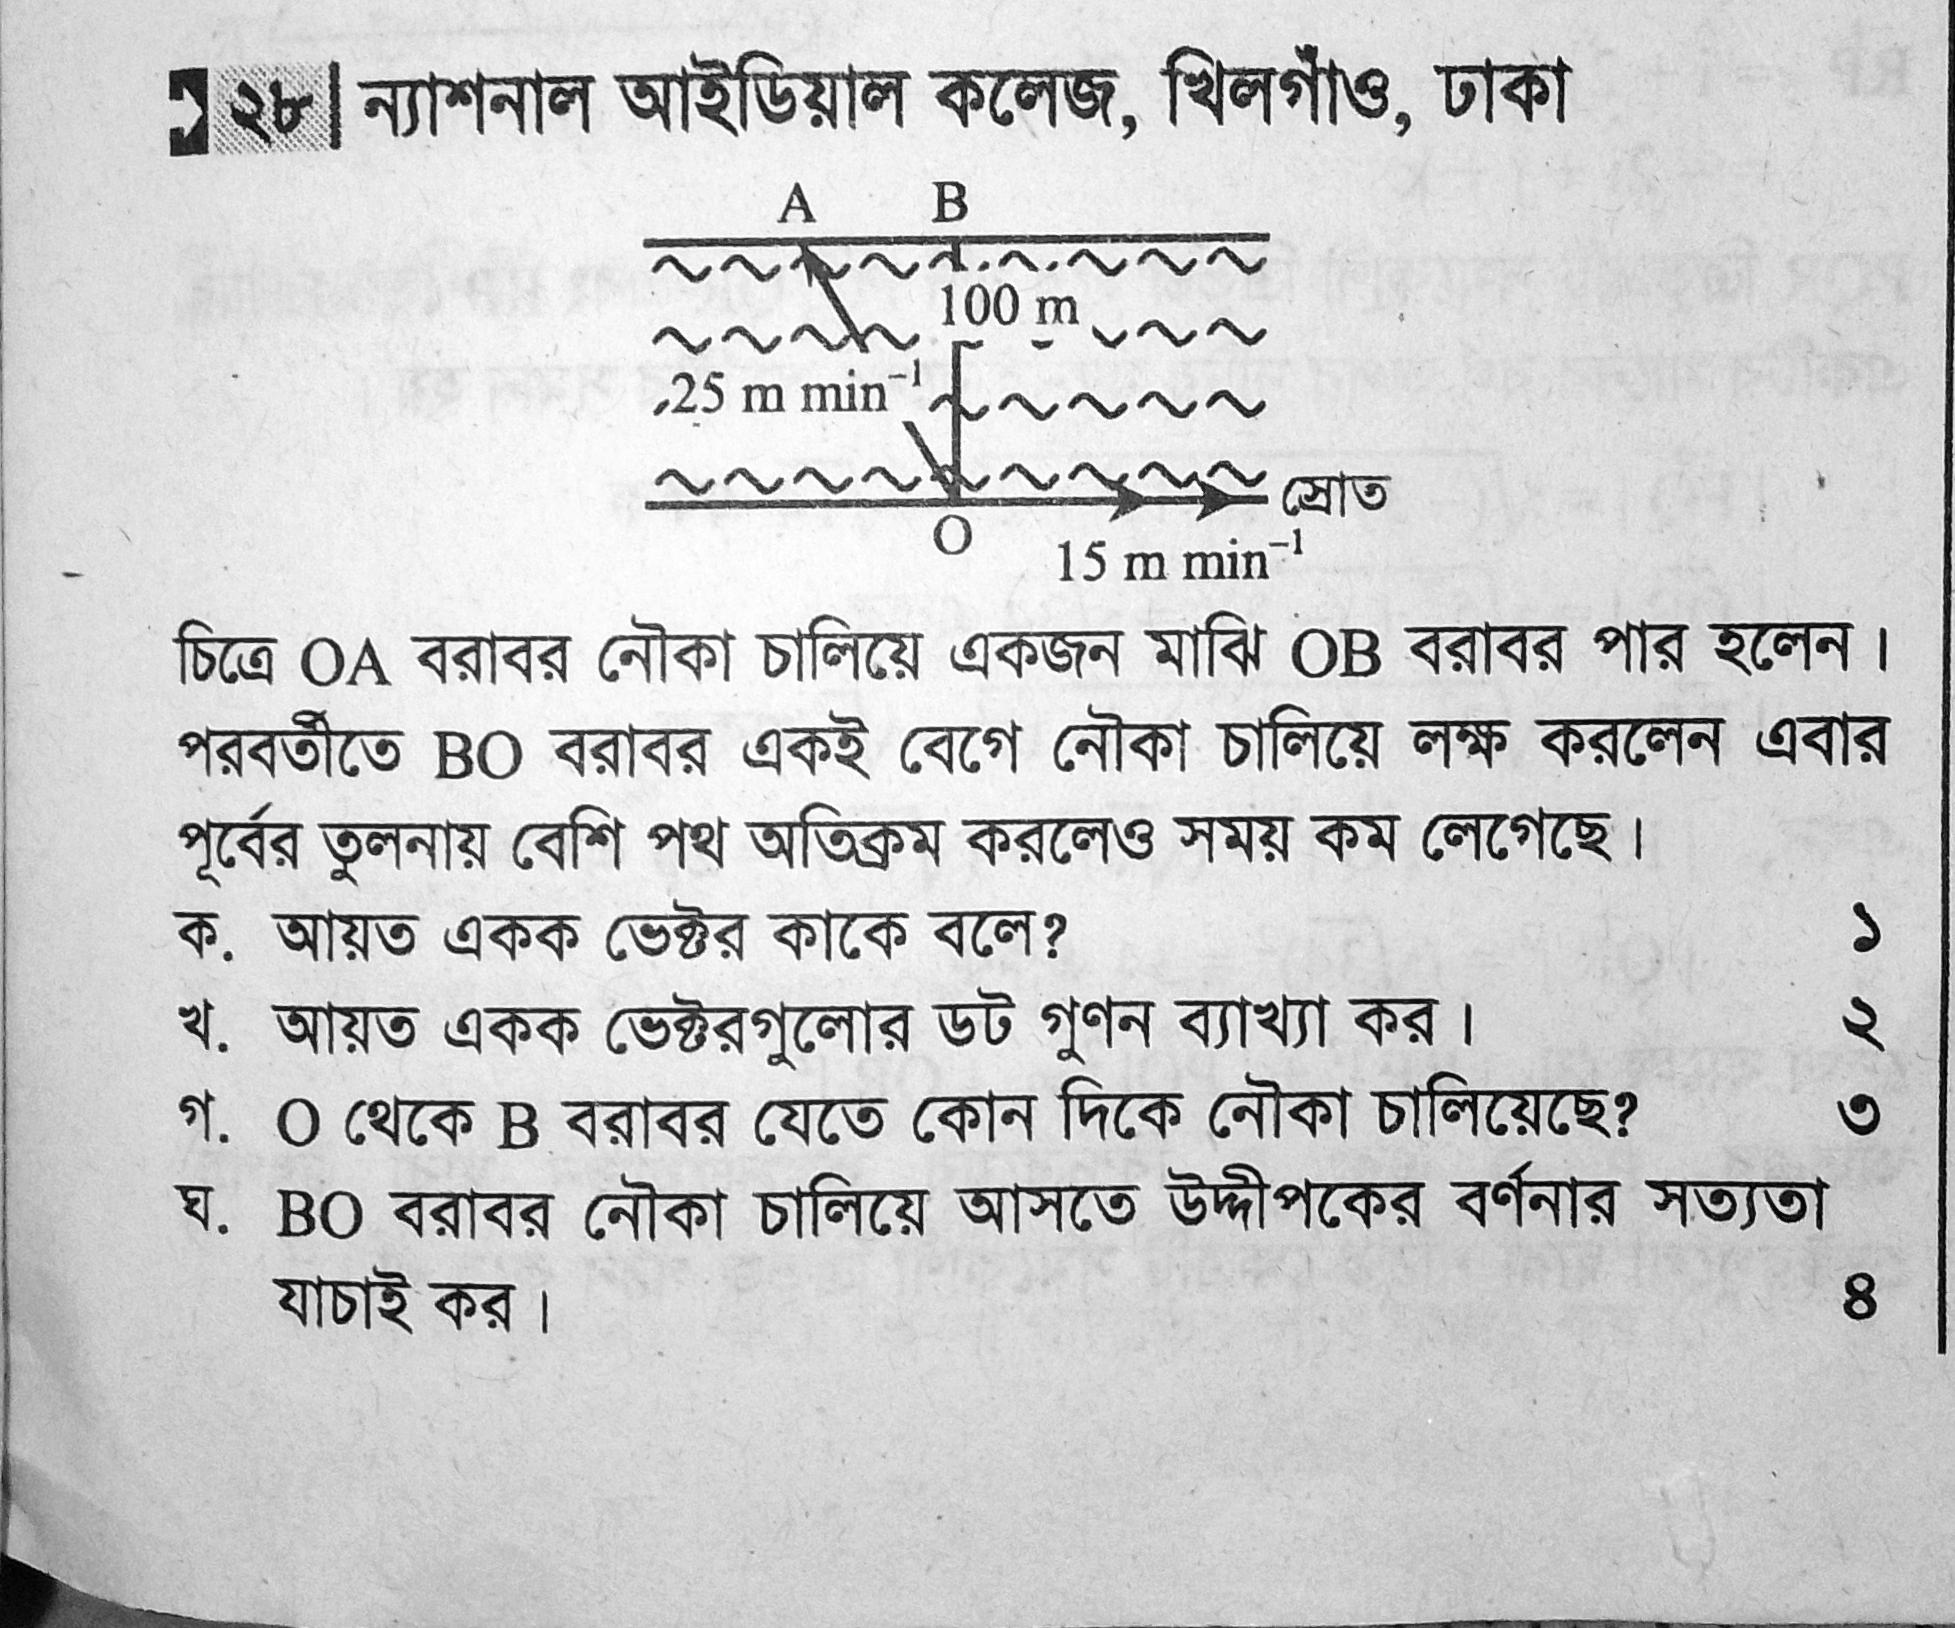 ২৮| ন্যাশনাল আইডিয়াল কলেজ, খিলগাঁও, ঢাকা
A B
100 m
25 m min⁻¹
স্রোত
O
15 m min⁻¹
চিত্রে OA বরাবর নৌকা চালিয়ে একজন মাঝি OB বরাবর পার হলেন।
পরবর্তীতে BO বরাবর একই বেগে নৌকা চালিয়ে লক্ষ করলেন এবার
পূর্বের তুলনায় বেশি পথ অতিক্রম করলেও সময় কম লেগেছে।
ক. আয়ত একক ভেক্টর কাকে বলে? ১
খ. আয়ত একক ভেক্টরগুলোর ডট গুণন ব্যাখ্যা কর। ২
গ. O থেকে B বরাবর যেতে কোন দিকে নৌকা চালিয়েছে? ৩
ঘ. BO বরাবর নৌকা চালিয়ে আসতে উদ্দীপকের বর্ণনার সত্যতা
যাচাই কর। ৪